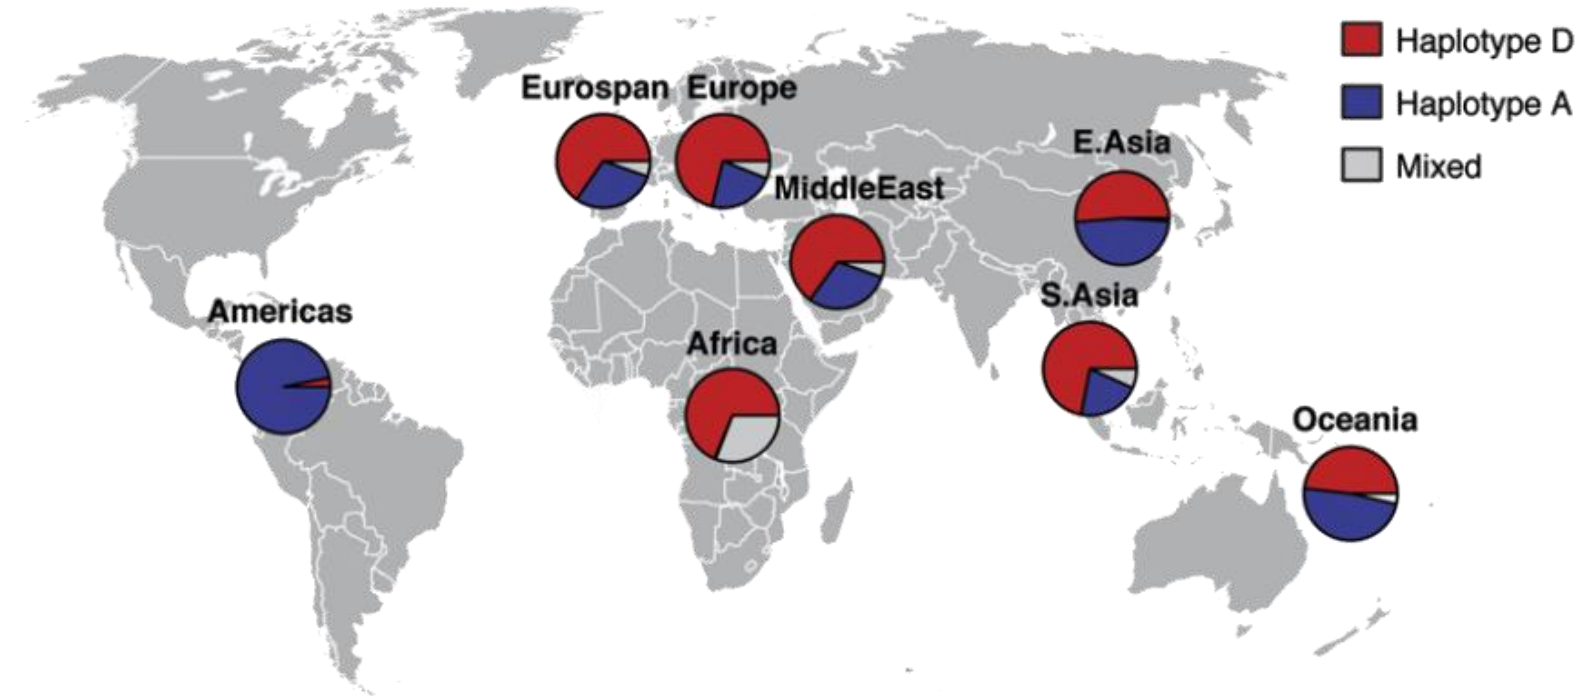 Haplotype D
Haplotype A
Mixed
Eurospan
Europe
E.Asia
MiddleEast
S.Asia
Americas
Africa
Oceania